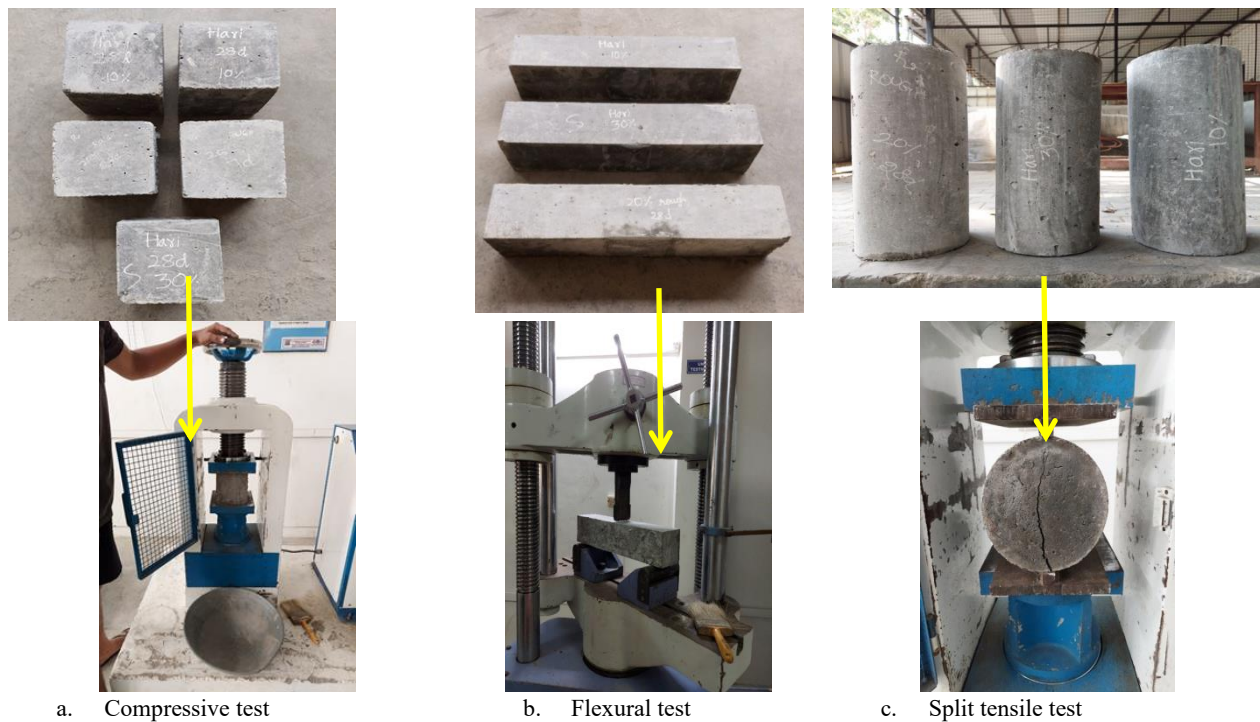 Hari
28d
10%
Hari
28d
10%
Hari
28d
S 30%
Hari
10%
S Hari
30%
20% rough
28d
ROUGH
20%
28d
Hari
30%
Hari
10%
a. Compressive test
b. Flexural test
c. Split tensile test